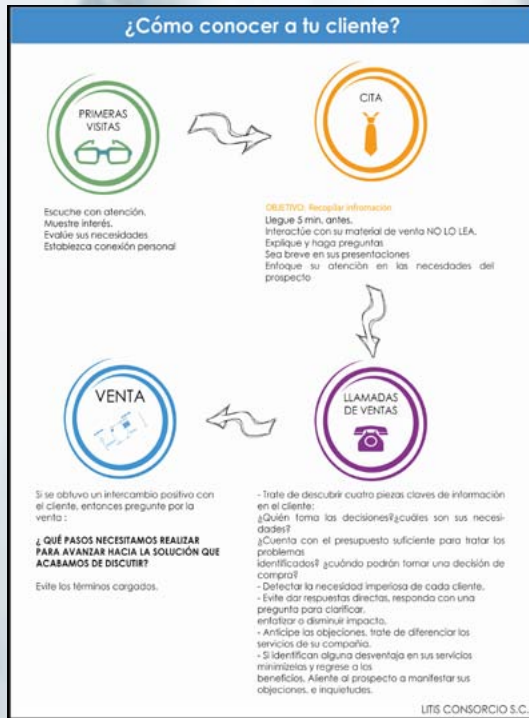 ¿Cómo conocer a tu cliente?
PRIMERAS
VISITAS
Escuche con atención.
Muestre interés.
Evalúe sus necesidades
Establezca conexión personal
CITA
OBJETIVO: Recopilar información
Llegue 5 min. antes.
Interactúe con su material de venta NO LO LEA.
Explique y haga preguntas
Sea breve en sus presentaciones
Enfoque su atención en las necesdades del
prospecto
LLAMADAS
DE VENTAS
- Trate de descubrir cuatro piezas claves de información
en el cliente:
¿Quién toma las decisiones?¿cuáles son sus necesi-
dades?
¿Cuenta con el presupuesto suficiente para tratar los
problemas
identificados? ¿cuándo podrán tomar una decisión de
compra?
- Detectar la necesidad imperiosa de cada cliente.
- Evite dar respuestas directas, responda con una
pregunta para clarificar,
enfatizar o disminuir impacto.
- Anticipe las objeciones, trate de diferenciar los
servicios de su compañia.
- Si identifican alguna desventaja en sus servicios
minimizelas y regrese a los
beneficios. Aliente al prospecto a manifestar sus
objeciones, e inquietudes.
VENTA
Si se obtuvo un intercambio positivo con
el cliente, entonces pregunte por la
venta :
¿ QUÉ PASOS NECESITAMOS REALIZAR
PARA AVANZAR HACIA LA SOLUCIÓN QUE
ACABAMOS DE DISCUTIR?
Evite los términos cargados.
LITIS CONSORCIO S.C.